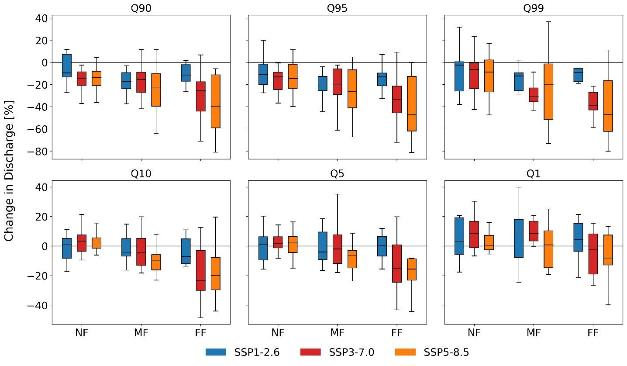 Q90 Q95 Q99
40
20
0
−20
−40
−60
−80
Change in Discharge [%]
Q10 Q5 Q1
40
20
0
−20
−40
NF MF FF NF MF FF NF MF FF
SSP1-2.6 SSP3-7.0 SSP5-8.5